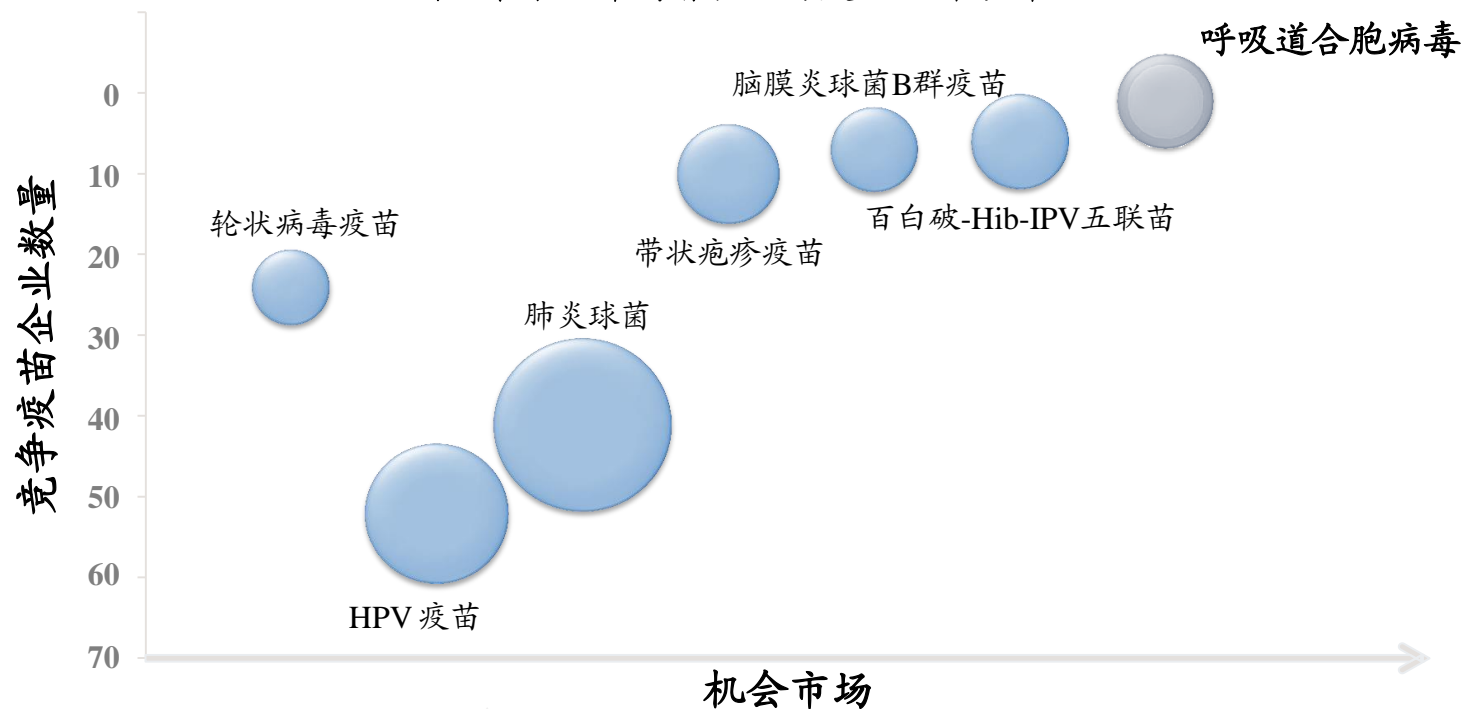 呼吸道合胞病毒
脑膜炎球菌B群疫苗
0
10
百白破-Hib-IPV五联苗
轮状病毒疫苗
带状疱疹疫苗
20
肺炎球菌
30
竞争疫苗企业数量
40
50
60
HPV 疫苗
70
机会市场